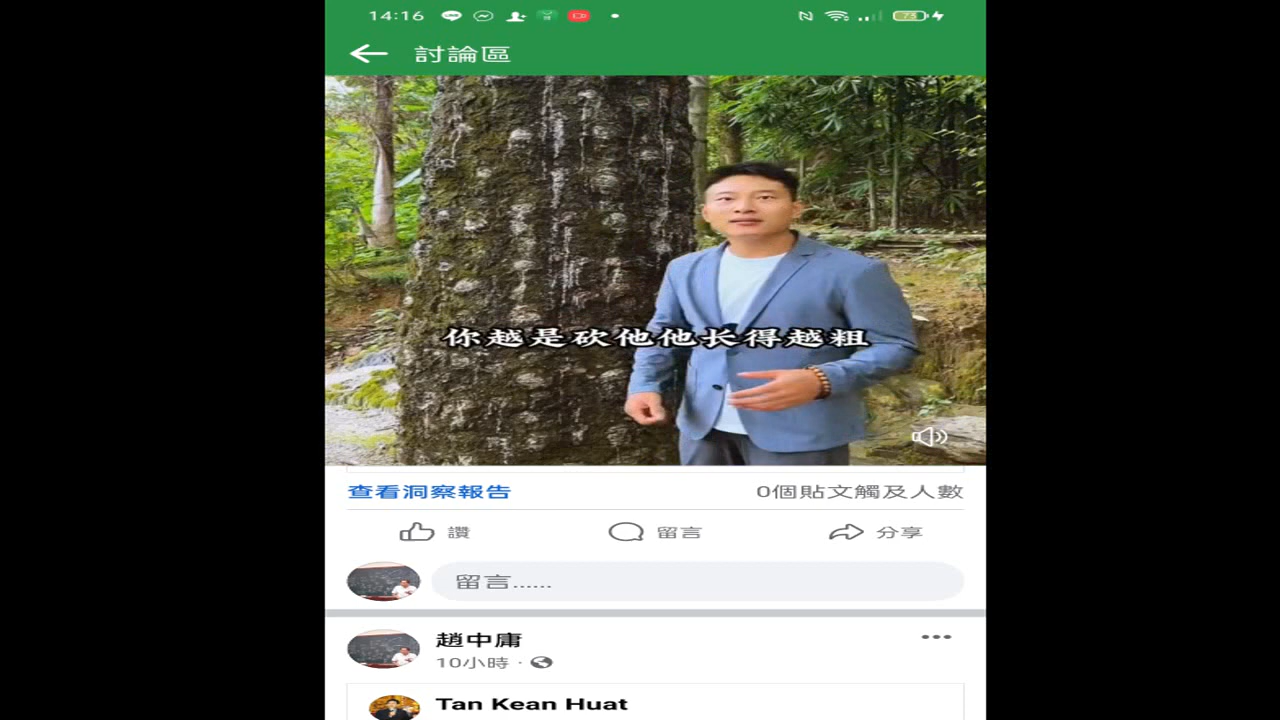 14:16
73
討論區
你越是砍他他长得越粗
查看洞察報告
0個貼文觸及人數
讚
留言
分享
留言......
趙中庸
10小時 ·
Tan Kean Huat